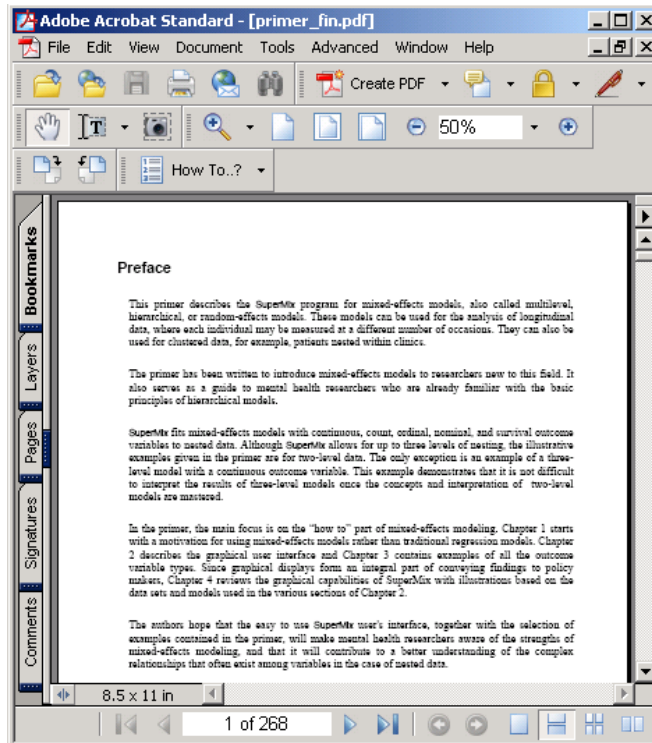 Adobe Acrobat Standard - [primer_fin.pdf]
File Edit View Document Tools Advanced Window Help
Create PDF
T 50%
How To..?
Bookmarks
Layers
Pages
Signatures
Comments
Preface
This primer describes the SuperMix program for mixed-effects models, also called multilevel,
hierarchical, or random-effects models. These models can be used for the analysis of longitudinal
data, where each individual may be measured at a different number of occasions. They can also be
used for clustered data, for example, patients nested within clinics.
The primer has been written to introduce mixed-effects models to researchers new to this field. It
also serves as a guide to mental health researchers who are already familiar with the basic
principles of hierarchical models.
SuperMix fits mixed-effects models with continuous, count, ordinal, nominal, and survival outcome
variables to nested data. Although SuperMix allows for up to three levels of nesting, the illustrative
examples given in the primer are for two-level data. The only exception is an example of a three-
level model with a continuous outcome variable. This example demonstrates that it is not difficult
to interpret the results of three-level models once the concepts and interpretation of two-level
models are mastered.
In the primer, the main focus is on the "how to" part of mixed-effects modeling. Chapter 1 starts
with a motivation for using mixed-effects models rather than traditional regression models. Chapter
2 describes the graphical user interface and Chapter 3 contains examples of all the outcome
variable types. Since graphical displays form an integral part of conveying findings to policy
makers, Chapter 4 reviews the graphical capabilities of SuperMix with illustrations based on the
data sets and models used in the various sections of Chapter 2.
The authors hope that the easy to use SuperMix user's interface, together with the selection of
examples contained in the primer, will make mental health researchers aware of the strengths of
mixed-effects modeling, and that it will contribute to a better understanding of the complex
relationships that often exist among variables in the case of nested data.
8.5 x 11 in
1 of 268